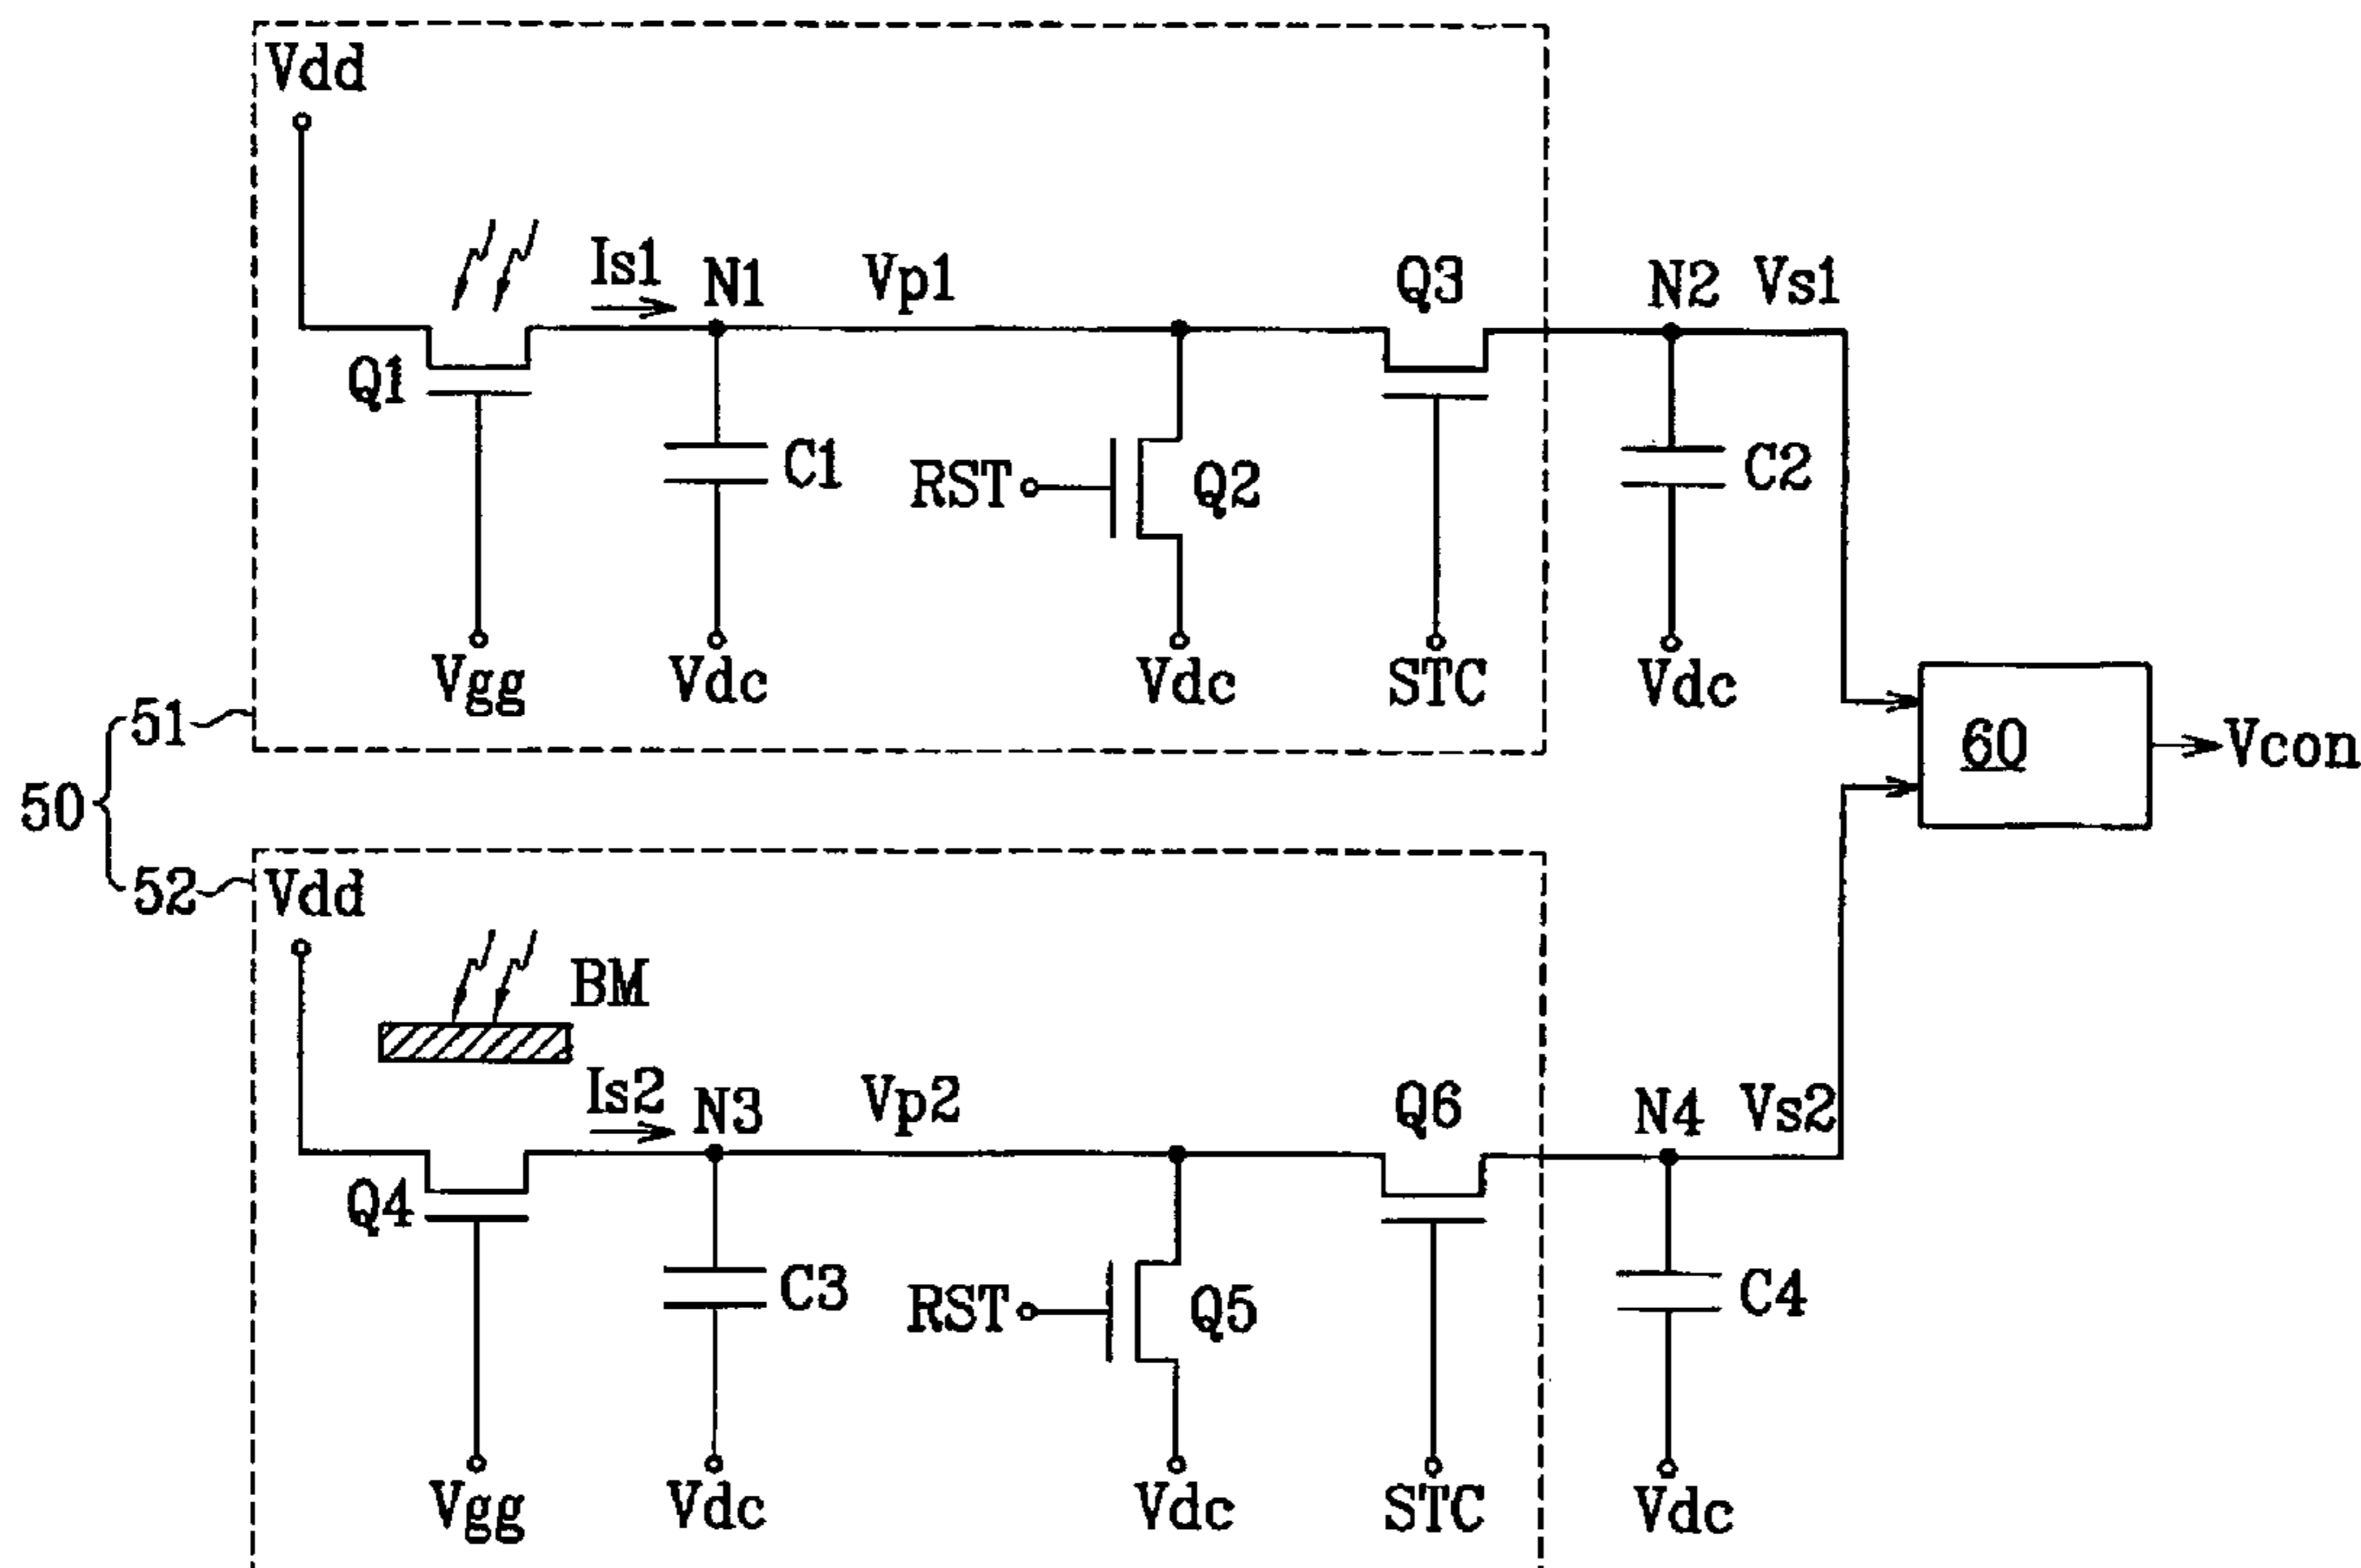 Vdd
Is1 N1 Vp1 Q3 N2 Vs1
Q1 C1 RST Q2 C2
Vgg Vdc Vdc STC Vdc
51
60 Vcon
50
52 Vdd
BM
Is2 N3 Vp2 Q6 N4 Vs2
Q4 C3 RST Q5 C4
Vgg Vdc Vdc STC Vdc